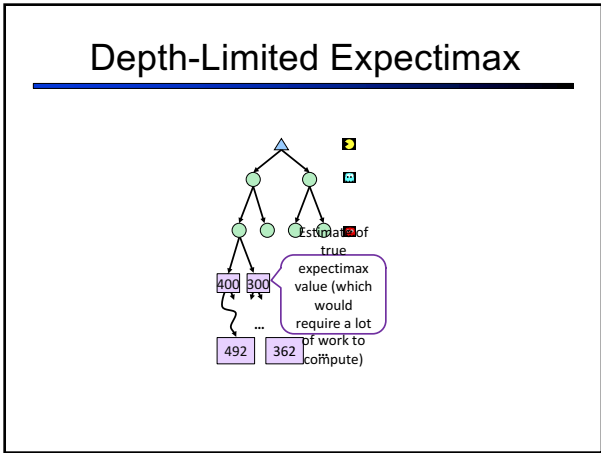 Depth-Limited Expectimax
Estimate of
true
expectimax
400 300 value (which
would
... require a lot
of work to
492 362 ...
compute)